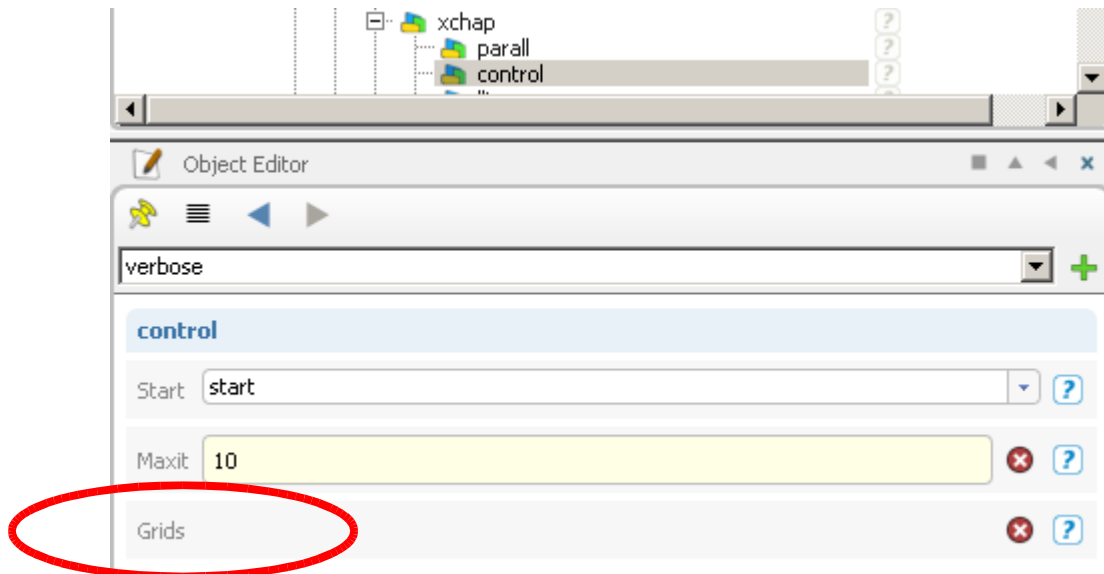 xchap
parall
control
Object Editor
verbose
control
Start start
Maxit 10
Grids